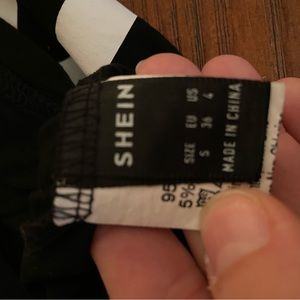 SHEIN
SIZE EU US
S 36 4
MADE IN CHINA
95
5%